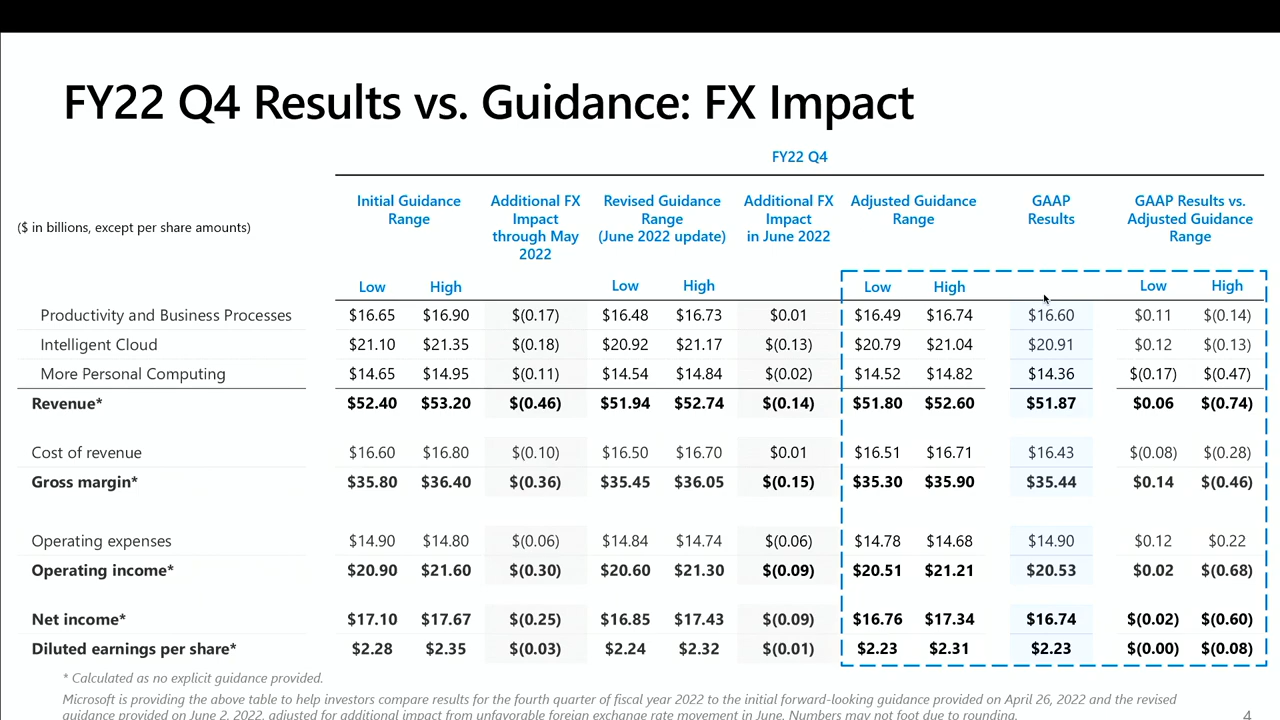 FY22 Q4 Results vs. Guidance: FX Impact
FY22 Q4
($ in billions, except per share amounts)
Initial Guidance Range
Additional FX Impact through May 2022
Revised Guidance Range (June 2022 update)
Additional FX Impact in June 2022
Adjusted Guidance Range
GAAP Results
GAAP Results vs. Adjusted Guidance Range
Low High Low High Low High Low High
Productivity and Business Processes $16.65 $16.90 $(0.17) $16.48 $16.73 $0.01 $16.49 $16.74 $16.60 $0.11 $(0.14)
Intelligent Cloud $21.10 $21.35 $(0.18) $20.92 $21.17 $(0.13) $20.79 $21.04 $20.91 $0.12 $(0.13)
More Personal Computing $14.65 $14.95 $(0.11) $14.54 $14.84 $(0.02) $14.52 $14.82 $14.36 $(0.17) $(0.47)
Revenue* $52.40 $53.20 $(0.46) $51.94 $52.74 $(0.14) $51.80 $52.60 $51.87 $0.06 $(0.74)
Cost of revenue $16.60 $16.80 $(0.10) $16.50 $16.70 $0.01 $16.51 $16.71 $16.43 $(0.08) $(0.28)
Gross margin* $35.80 $36.40 $(0.36) $35.45 $36.05 $(0.15) $35.30 $35.90 $35.44 $0.14 $(0.46)
Operating expenses $14.90 $14.80 $(0.06) $14.84 $14.74 $(0.06) $14.78 $14.68 $14.90 $0.12 $0.22
Operating income* $20.90 $21.60 $(0.30) $20.60 $21.30 $(0.09) $20.51 $21.21 $20.53 $0.02 $(0.68)
Net income* $17.10 $17.67 $(0.25) $16.85 $17.43 $(0.09) $16.76 $17.34 $16.74 $(0.02) $(0.60)
Diluted earnings per share* $2.28 $2.35 $(0.03) $2.24 $2.32 $(0.01) $2.23 $2.31 $2.23 $(0.00) $(0.08)
* Calculated as no explicit guidance provided.
Microsoft is providing the above table to help investors compare results for the fourth quarter of fiscal year 2022 to the initial forward-looking guidance provided on April 26, 2022 and the revised
guidance provided on June 2, 2022, adjusted for additional impact from unfavorable foreign exchange rate movement in June. Numbers may not foot due to rounding.
4